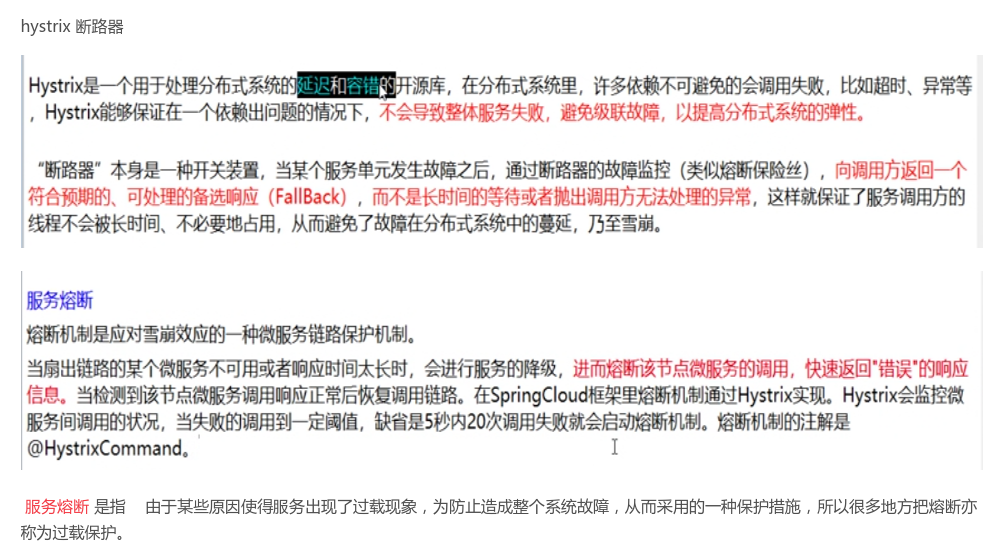 hystrix 断路器
Hystrix是一个用于处理分布式系统的延迟和容错的开源库，在分布式系统里，许多依赖不可避免的会调用失败，比如超时、异常等
，Hystrix能够保证在一个依赖出问题的情况下，不会导致整体服务失败，避免级联故障，以提高分布式系统的弹性。
“断路器”本身是一种开关装置，当某个服务单元发生故障之后，通过断路器的故障监控（类似熔断保险丝），向调用方返回一个
符合预期的、可处理的备选响应（FallBack），而不是长时间的等待或者抛出调用方无法处理的异常，这样就保证了服务调用方的
线程不会被长时间、不必要地占用，从而避免了故障在分布式系统中的蔓延，乃至雪崩。
服务熔断
熔断机制是应对雪崩效应的一种微服务链路保护机制。
当扇出链路的某个微服务不可用或者响应时间太长时，会进行服务的降级，进而熔断该节点微服务的调用，快速返回"错误"的响应
信息。当检测到该节点微服务调用响应正常后恢复调用链路。在SpringCloud框架里熔断机制通过Hystrix实现。Hystrix会监控微
服务间调用的状况，当失败的调用到一定阈值，缺省是5秒内20次调用失败就会启动熔断机制。熔断机制的注解是
@HystrixCommand。
服务熔断 是指 由于某些原因使得服务出现了过载现象，为防止造成整个系统故障，从而采用的一种保护措施，所以很多地方把熔断亦
称为过载保护。